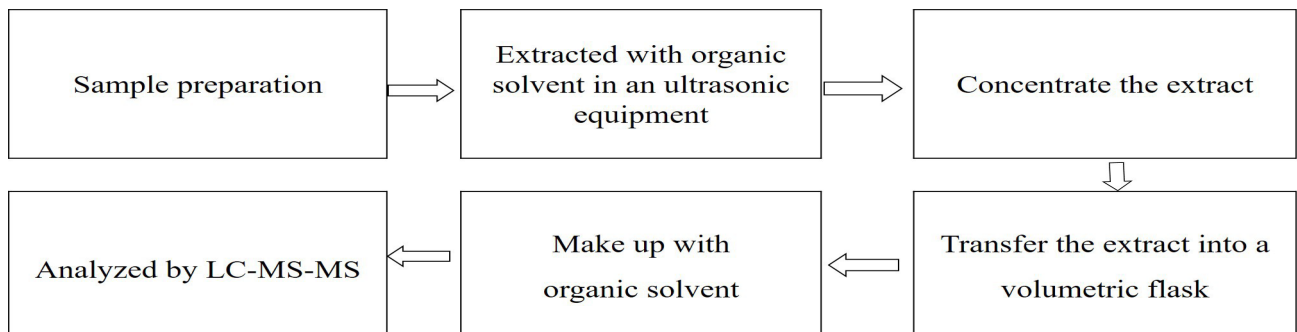 Sample preparation
Extracted with organic
solvent in an ultrasonic
equipment
Concentrate the extract
Transfer the extract into a
volumetric flask
Make up with
organic solvent
Analyzed by LC-MS-MS